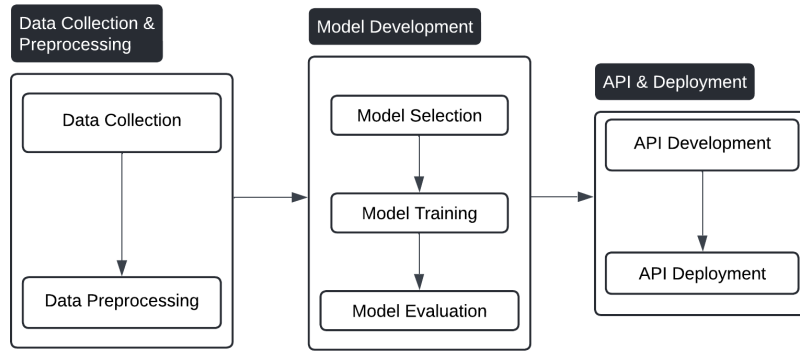 Data Collection &
Preprocessing
Data Collection
Data Preprocessing
Model Development
Model Selection
Model Training
Model Evaluation
API & Deployment
API Development
API Deployment